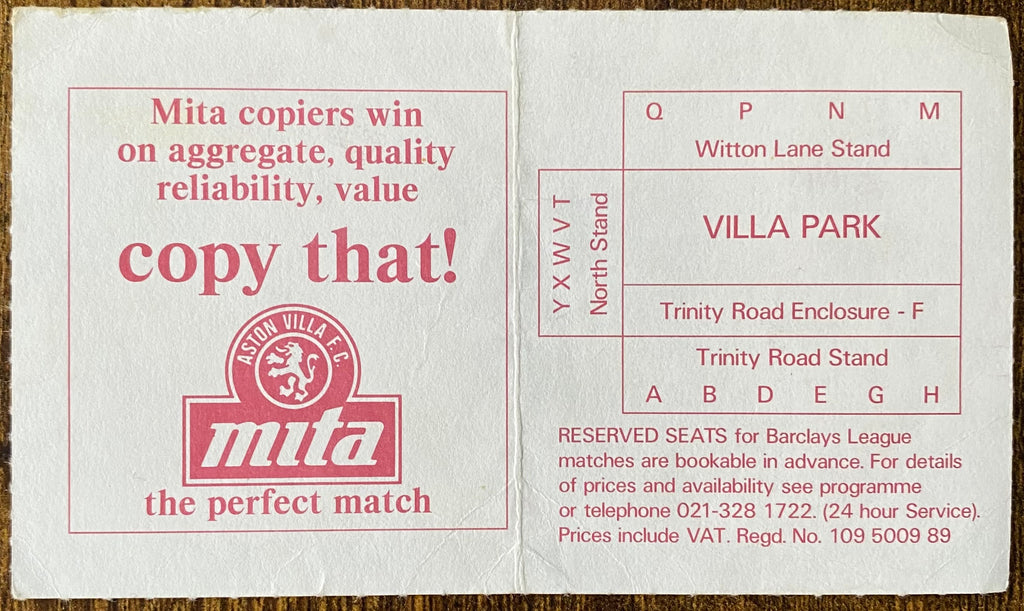 Mita copiers win
on aggregate, quality
reliability, value
copy that!
ASTON VILLA F.C.
mita
the perfect match
Q P N M
Witton Lane Stand
Y X W V T
North Stand
VILLA PARK
Trinity Road Enclosure - F
Trinity Road Stand
A B D E G H
RESERVED SEATS for Barclays League
matches are bookable in advance. For details
of prices and availability see programme
or telephone 021-328 1722. (24 hour Service).
Prices include VAT. Regd. No. 109 5009 89